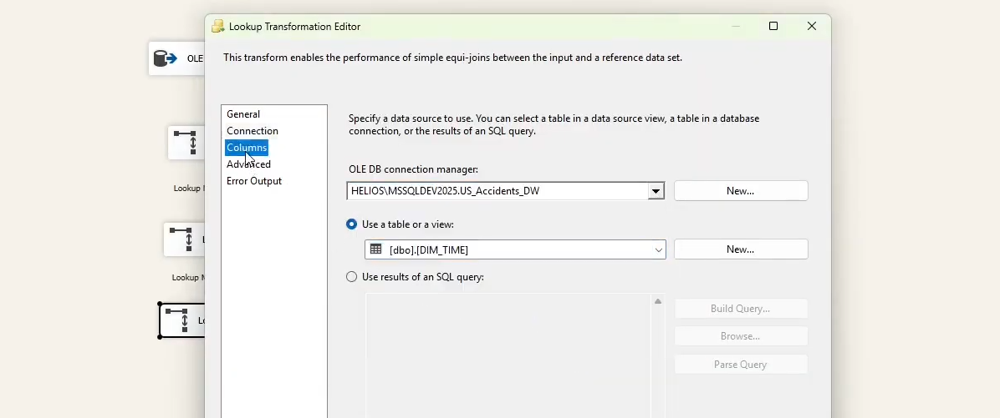 Lookup Transformation Editor
OLE
This transform enables the performance of simple equi-joins between the input and a reference data set.
General
Connection
Columns
Advanced
Error Output
Specify a data source to use. You can select a table in a data source view, a table in a database
connection, or the results of an SQL query.
OLE DB connection manager:
HELIOS\MSSQLDEV2025.US_Accidents_DW
New...
Use a table or a view:
[dbo].[DIM_TIME]
New...
Use results of an SQL query:
Build Query...
Browse...
Parse Query
Lookup
Lookup